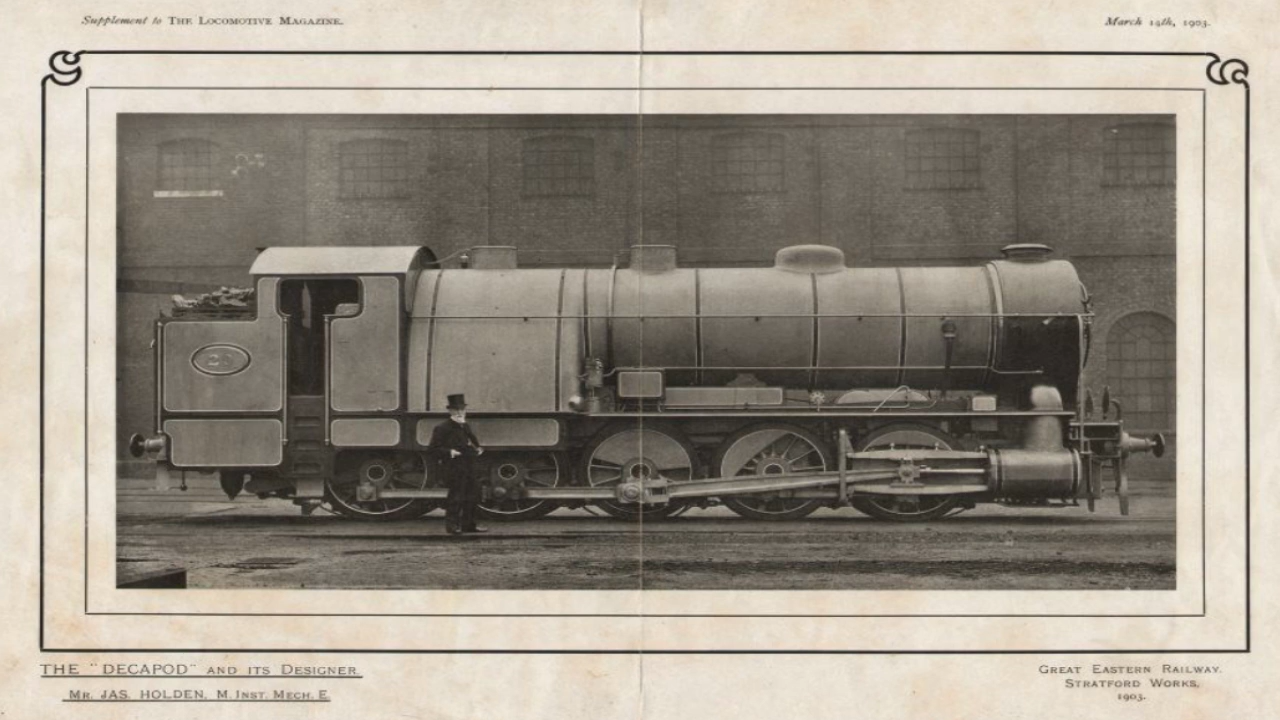 Supplement to THE LOCOMOTIVE MAGAZINE.
March 14th, 1903.
20
THE "DECAPOD" AND ITS DESIGNER.
MR. JAS. HOLDEN, M. INST. MECH. E.
GREAT EASTERN RAILWAY.
STRATFORD WORKS,
1903.